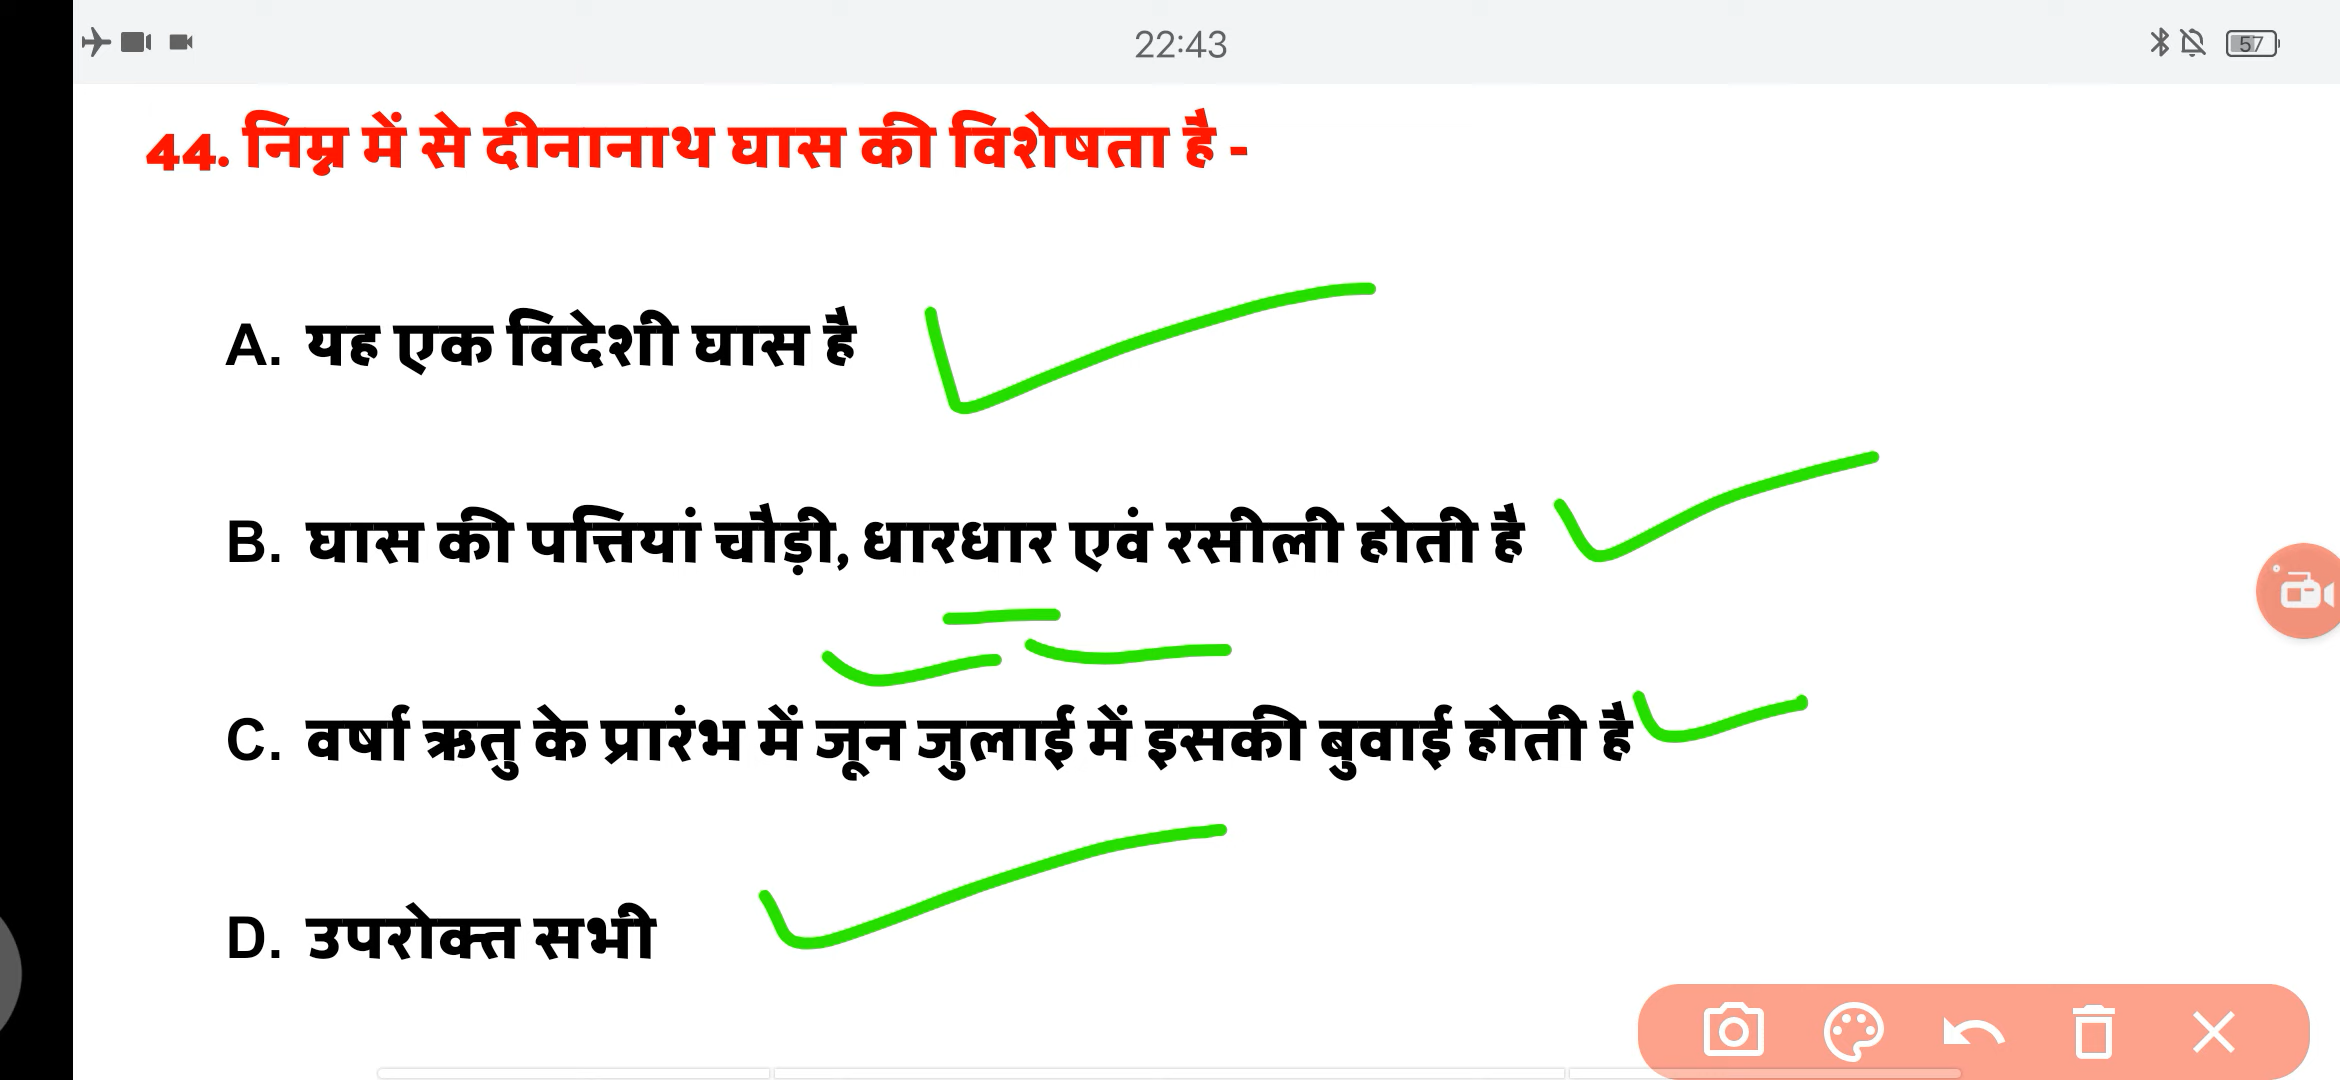 22:43
57
44. निम्न में से दीनानाथ घास की विशेषता है -
A. यह एक विदेशी घास है
B. घास की पत्तियां चौड़ी, धारधार एवं रसीली होती है
C. वर्षा ऋतु के प्रारंभ में जून जुलाई में इसकी बुवाई होती है
D. उपरोक्त सभी